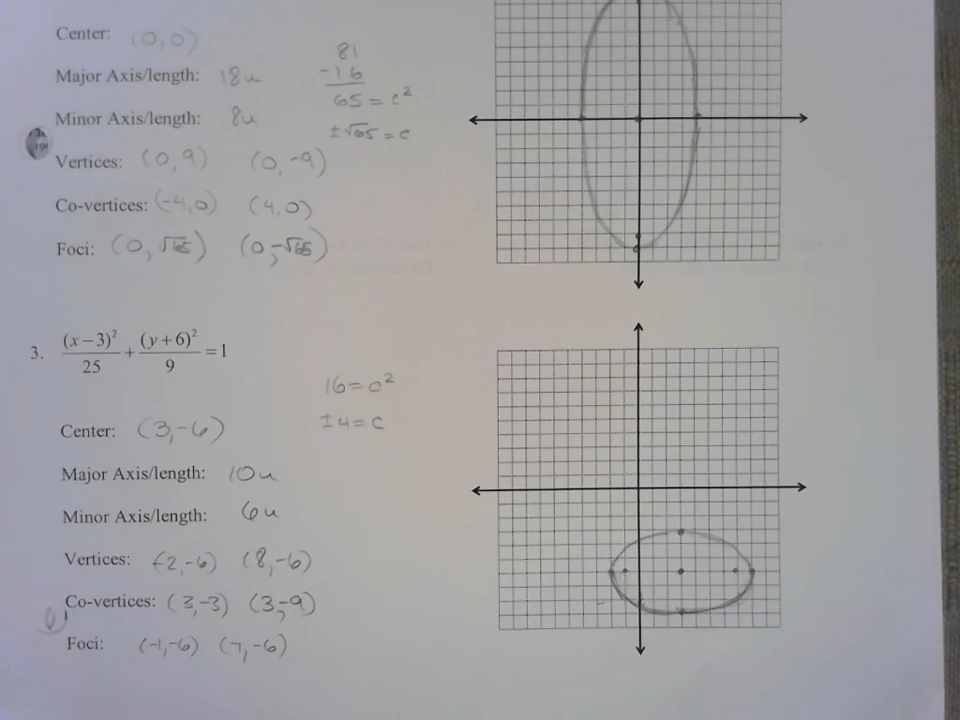 Center: (0,0)
81
Major Axis/length: 18u -16
65 = c²
Minor Axis/length: 8u ±√65 = c
Vertices: (0,9) (0,-9)
Co-vertices: (-4,0) (4,0)
Foci: (0,√65) (0,-√65)
3. (x-3)²/25 + (y+6)²/9 = 1
16 = c²
±4 = c
Center: (3,-6)
Major Axis/length: 10u
Minor Axis/length: 6u
Vertices: (-2,-6) (8,-6)
Co-vertices: (3,-3) (3,-9)
Foci: (-1,-6) (7,-6)